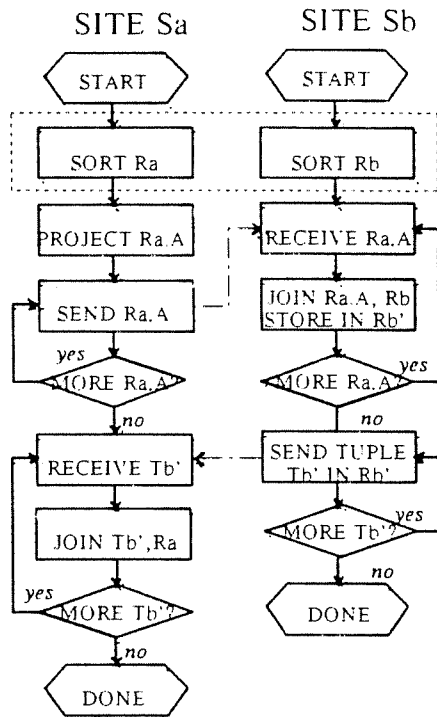 SITE Sa
START
SORT Ra
PROJECT Ra.A
SEND Ra.A
yes
MORE Ra.A?
no
RECEIVE Tb'
JOIN Tb',Ra
yes
MORE Tb'?
no
DONE
SITE Sb
START
SORT Rb
RECEIVE Ra.A
JOIN Ra.A, Rb
STORE IN Rb'
yes
MORE Ra.A?
no
SEND TUPLE
Tb' IN Rb'
yes
MORE Tb'?
no
DONE